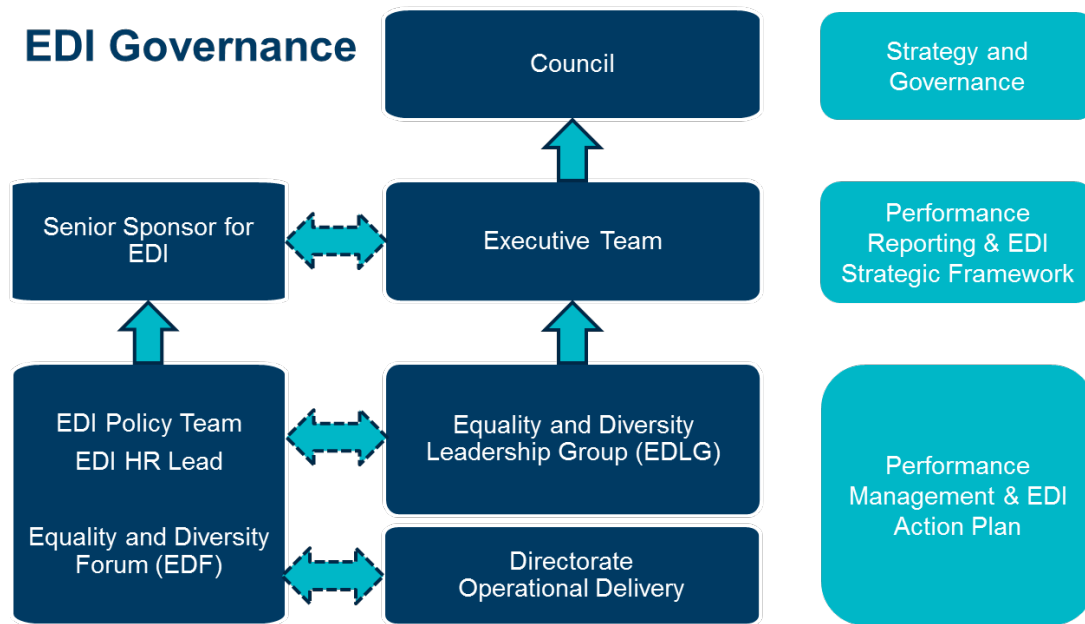 EDI Governance
Council
Strategy and
Governance
Senior Sponsor for
EDI
Executive Team
Performance
Reporting & EDI
Strategic Framework
EDI Policy Team
EDI HR Lead
Equality and Diversity
Forum (EDF)
Equality and Diversity
Leadership Group (EDLG)
Directorate
Operational Delivery
Performance
Management & EDI
Action Plan